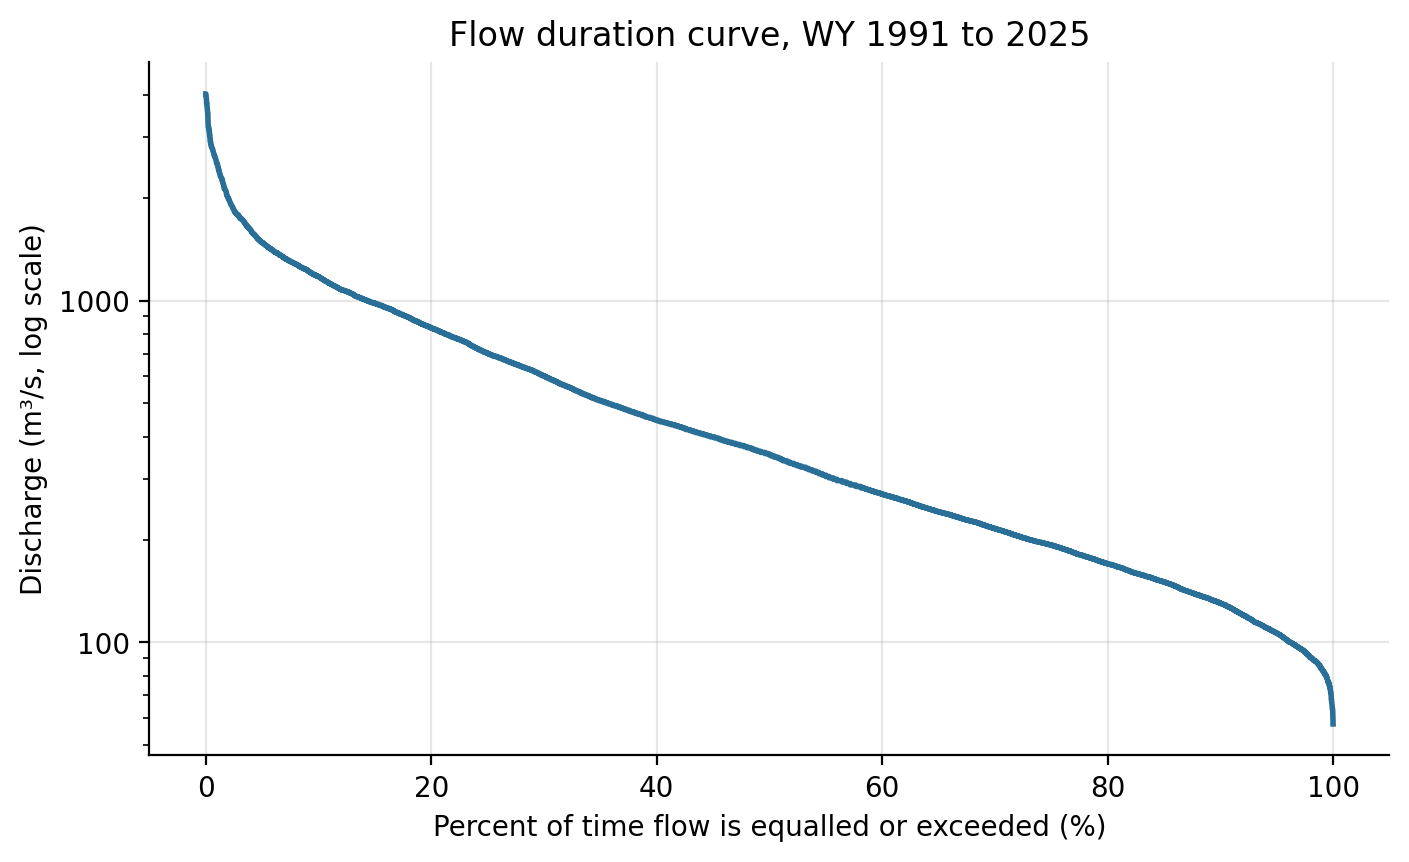 Flow duration curve, WY 1991 to 2025
Discharge (m³/s, log scale)
1000
100
0 20 40 60 80 100
Percent of time flow is equalled or exceeded (%)